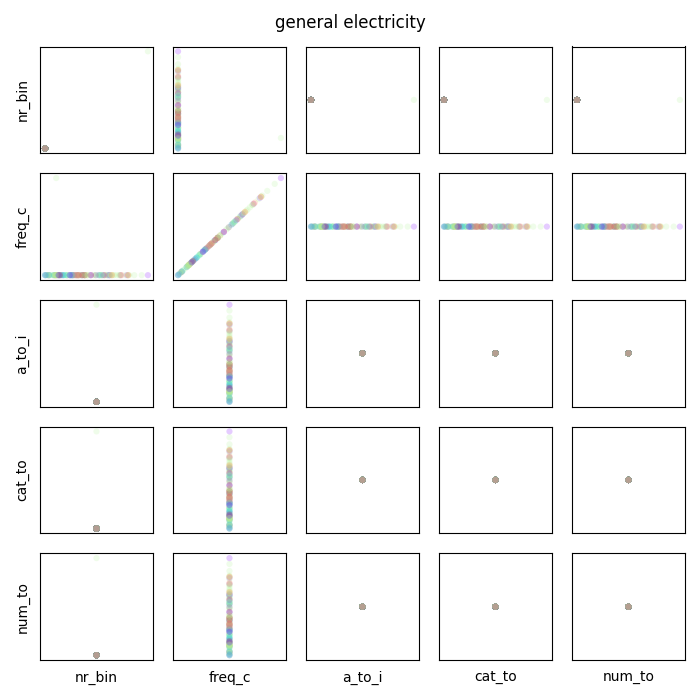 general electricity
nr_bin
freq_c
a_to_i
cat_to
num_to
nr_bin
freq_c
a_to_i
cat_to
num_to